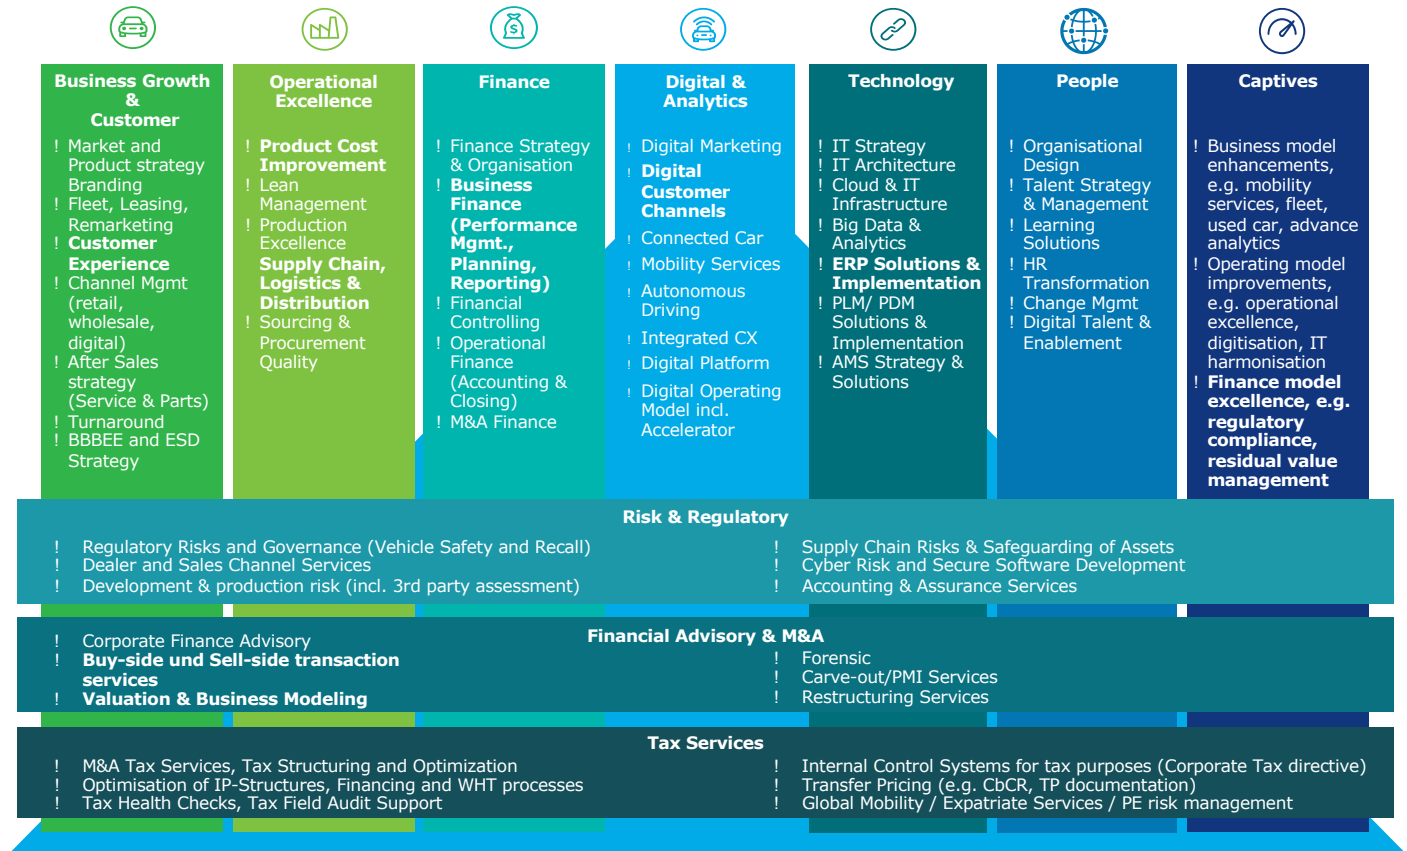 Business Growth
&
Customer
! Market and
Product strategy
Branding
! Fleet, Leasing,
Remarketing
! Customer
Experience
! Channel Mgmt
(retail,
wholesale,
digital)
! After Sales
strategy
(Service & Parts)
! Turnaround
! BBBEE and ESD
Strategy
Operational
Excellence
! Product Cost
Improvement
! Lean
Management
! Production
Excellence
Supply Chain,
Logistics &
Distribution
! Sourcing &
Procurement
Quality
Finance
! Finance Strategy
& Organisation
! Business
Finance
(Performance
Mgmt.,
Planning,
Reporting)
! Financial
Controlling
! Operational
Finance
(Accounting &
Closing)
! M&A Finance
Digital &
Analytics
! Digital Marketing
! Digital
Customer
Channels
! Connected Car
! Mobility Services
! Autonomous
Driving
! Integrated CX
! Digital Platform
! Digital Operating
Model incl.
Accelerator
Technology
! IT Strategy
! IT Architecture
! Cloud & IT
Infrastructure
! Big Data &
Analytics
! ERP Solutions &
Implementation
! PLM/ PDM
Solutions &
Implementation
! AMS Strategy &
Solutions
People
! Organisational
Design
! Talent Strategy
& Management
! Learning
Solutions
! HR
Transformation
! Change Mgmt
! Digital Talent &
Enablement
Captives
! Business model
enhancements,
e.g. mobility
services, fleet,
used car, advance
analytics
! Operating model
improvements,
e.g. operational
excellence,
digitisation, IT
harmonisation
! Finance model
excellence, e.g.
regulatory
compliance,
residual value
management
Risk & Regulatory
! Regulatory Risks and Governance (Vehicle Safety and Recall)
! Dealer and Sales Channel Services
! Development & production risk (incl. 3rd party assessment)
! Supply Chain Risks & Safeguarding of Assets
! Cyber Risk and Secure Software Development
! Accounting & Assurance Services
Financial Advisory & M&A
! Corporate Finance Advisory
! Buy-side und Sell-side transaction
services
! Valuation & Business Modeling
! Forensic
! Carve-out/PMI Services
! Restructuring Services
Tax Services
! M&A Tax Services, Tax Structuring and Optimization
! Optimisation of IP-Structures, Financing and WHT processes
! Tax Health Checks, Tax Field Audit Support
! Internal Control Systems for tax purposes (Corporate Tax directive)
! Transfer Pricing (e.g. CbCR, TP documentation)
! Global Mobility / Expatriate Services / PE risk management